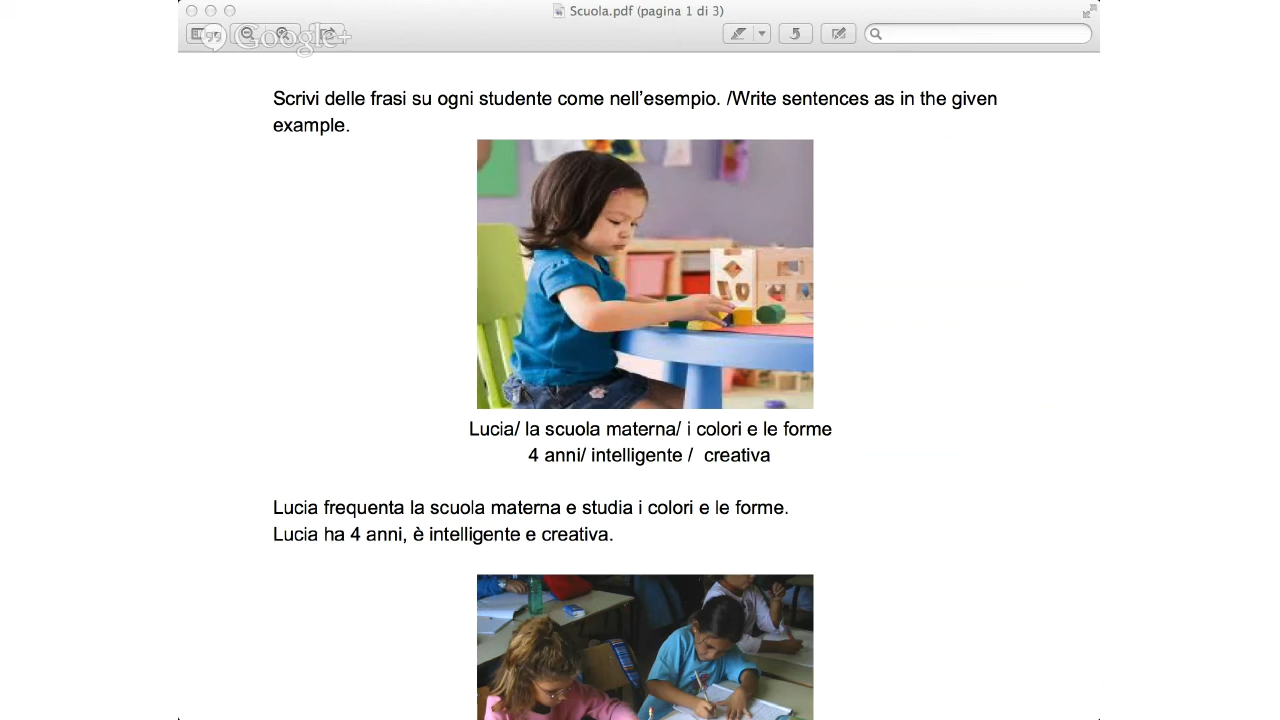 Scuola.pdf (pagina 1 di 3)
Google+
Scrivi delle frasi su ogni studente come nell'esempio. /Write sentences as in the given
example.
Lucia/ la scuola materna/ i colori e le forme
4 anni/ intelligente / creativa
Lucia frequenta la scuola materna e studia i colori e le forme.
Lucia ha 4 anni, è intelligente e creativa.